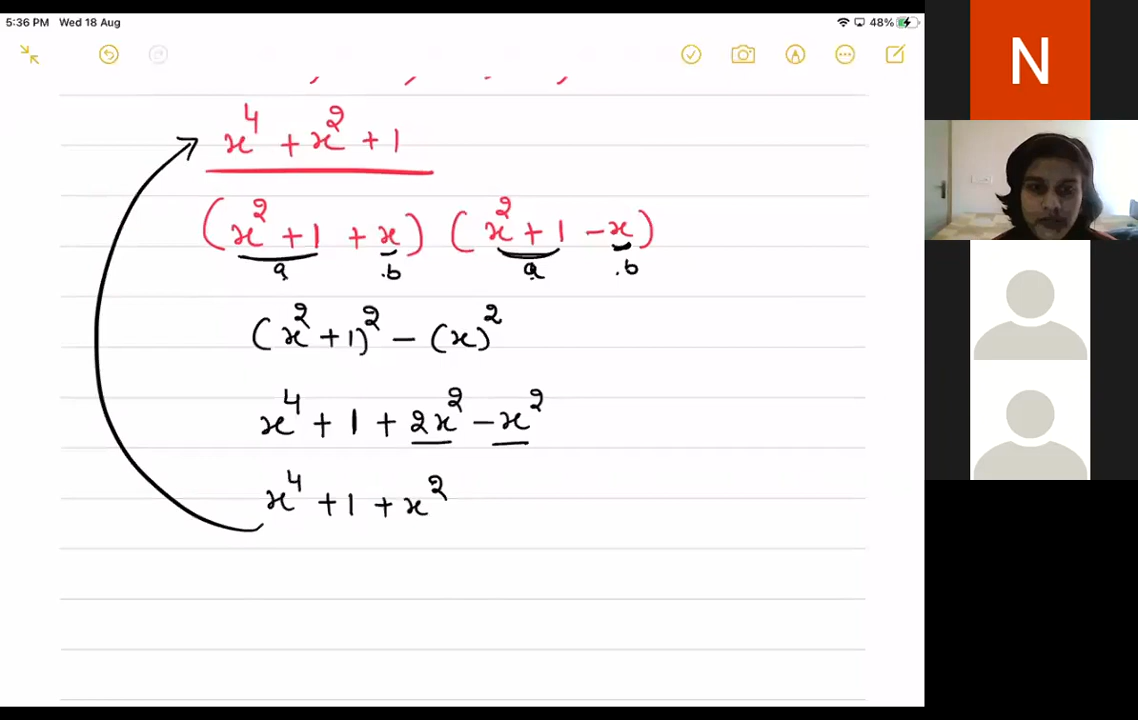 5:36 PM Wed 18 Aug 48%
N
x⁴ + x² + 1
(x² + 1 + x) (x² + 1 - x)
a .b a .b
(x² + 1)² - (x)²
x⁴ + 1 + 2x² - x²
x⁴ + 1 + x²